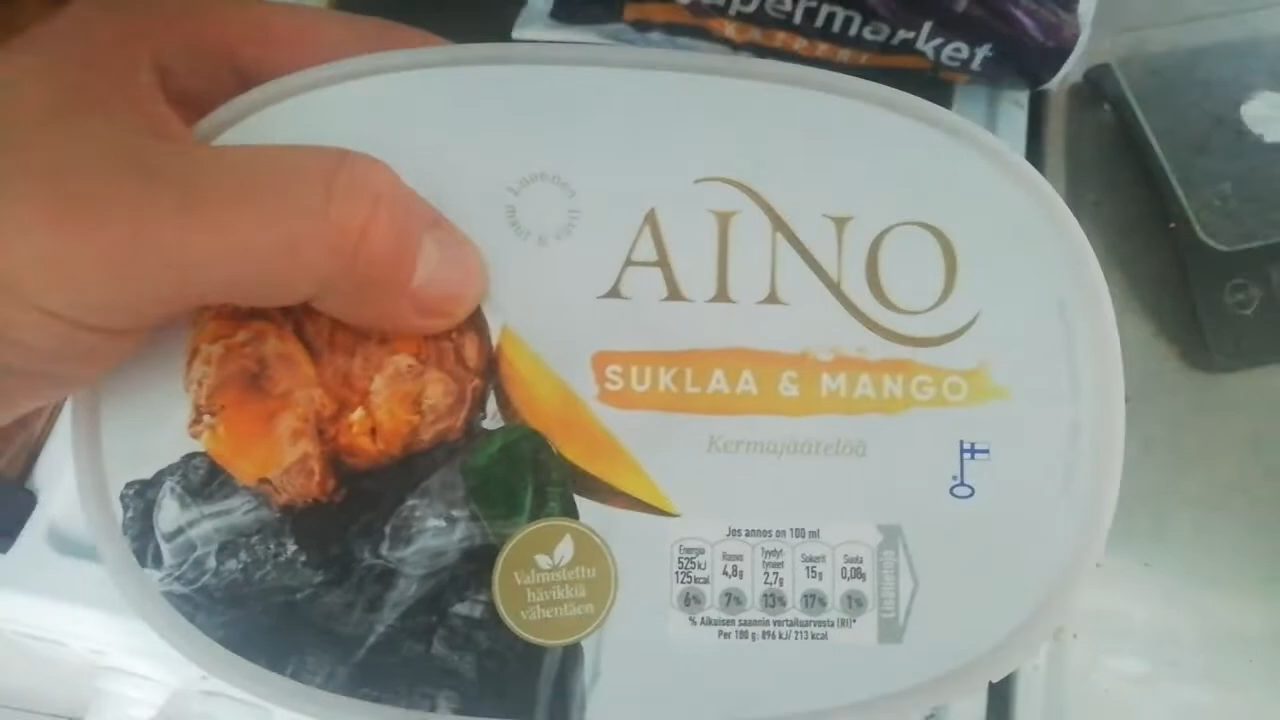 supermarket
AINO
SUKLAA & MANGO
Kermajäätelöä
Valmistettu
hävikkiä
vähentäen
Jos annos on 100 ml
Energia
525 kJ
125 kcal
6%
Rasva
4,8g
7%
Tyydyt-
tyneet
2,7g
13%
Sokerit
15g
17%
Suola
0,08g
1%
Lisätietoja
% Aikuisen saannin vertailuarvosta (RI)*
Per 100 g: 896 kJ/ 213 kcal